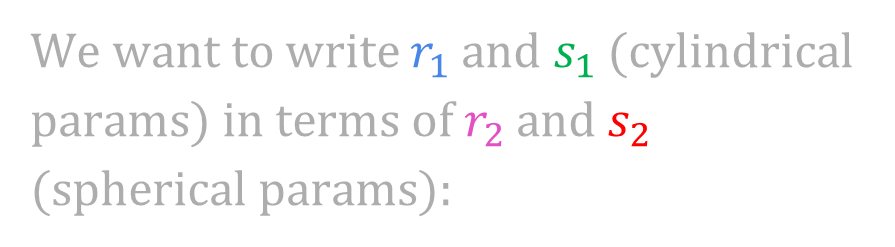 We want to write r₁ and s₁ (cylindrical
params) in terms of r₂ and s₂
(spherical params):